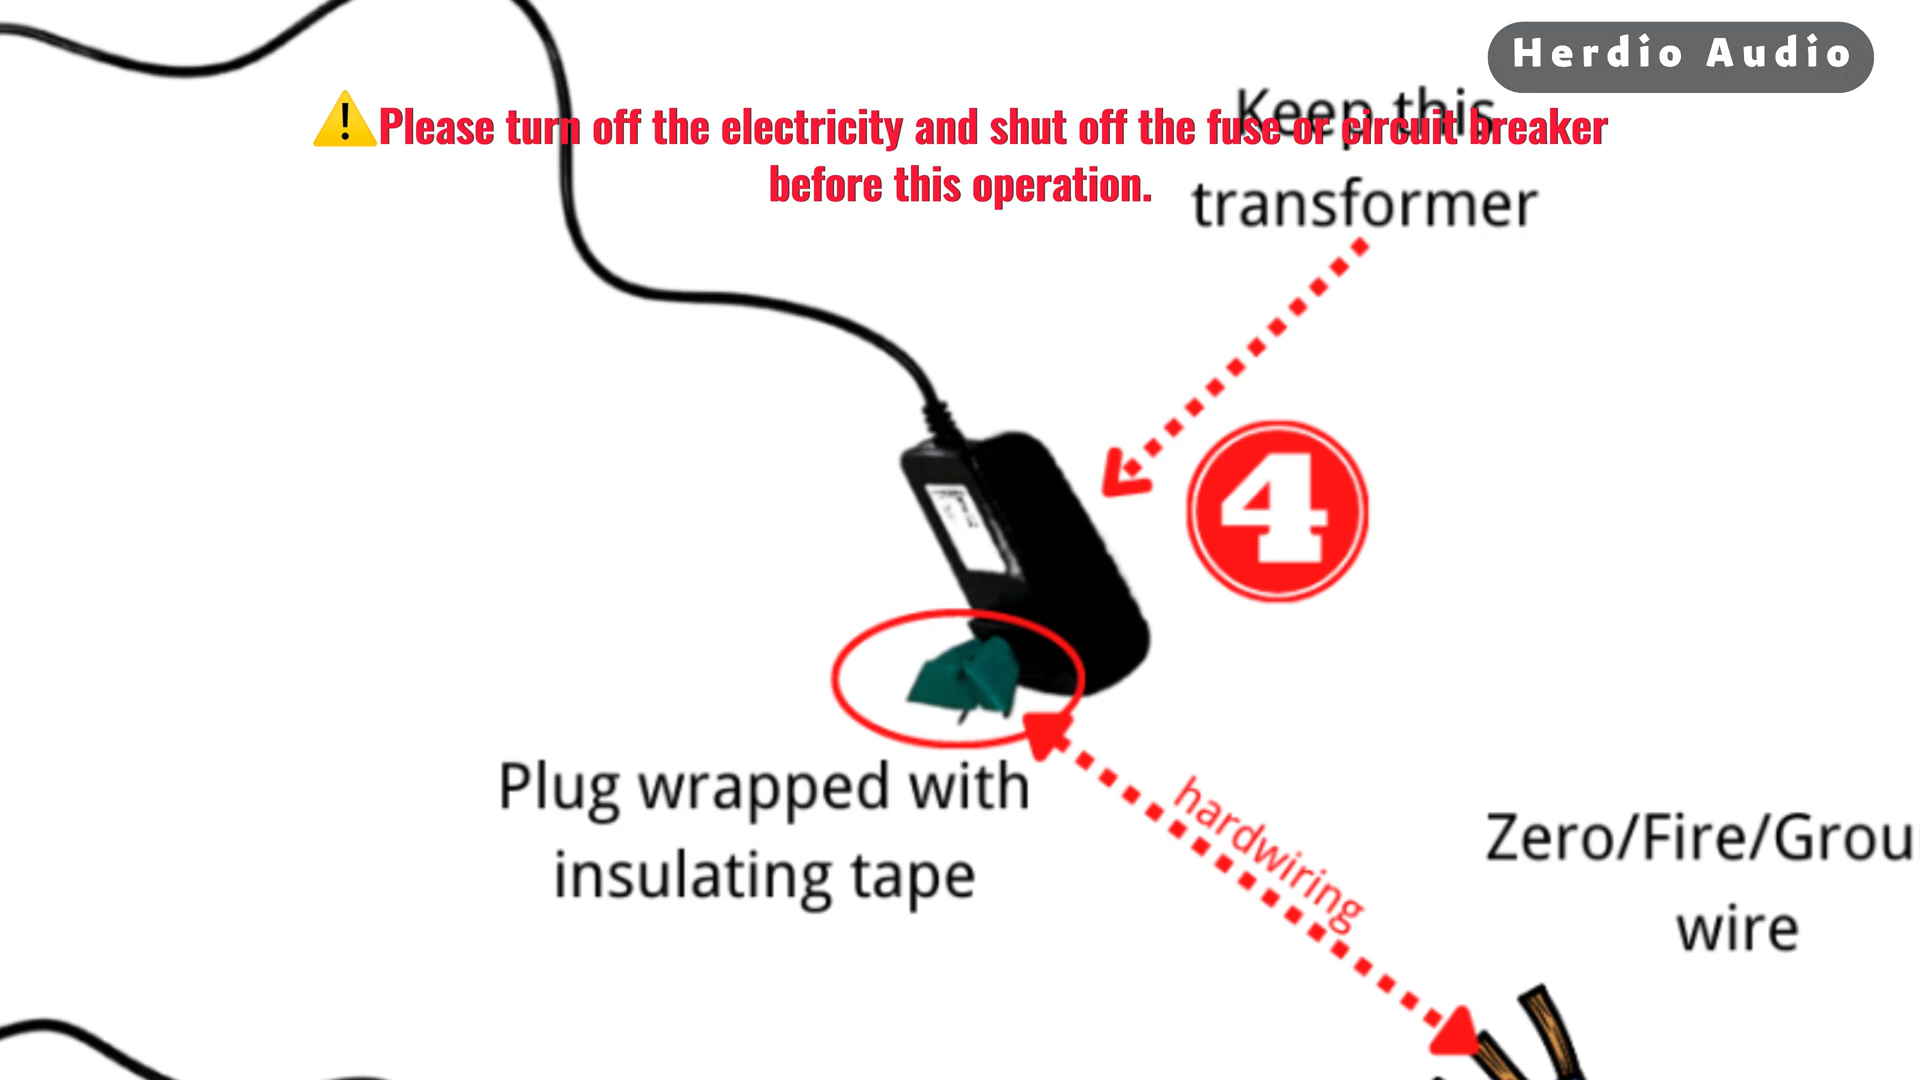 Herdio Audio
⚠️Please turn off the electricity and shut off the fuse or circuit breaker
before this operation.
Keep this
transformer
4
Plug wrapped with
insulating tape
hardwiring
Zero/Fire/Grou
wire